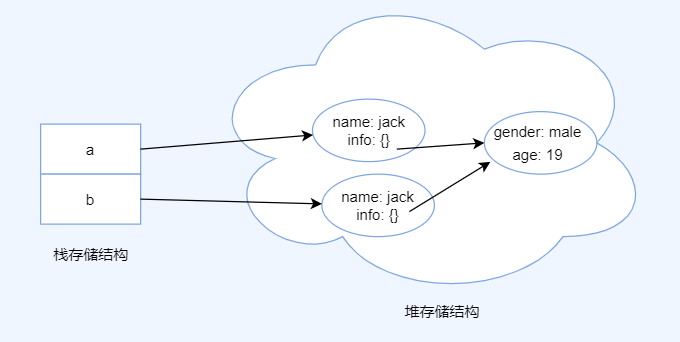 a
b
栈存储结构
name: jack
info: {}
name: jack
info: {}
gender: male
age: 19
堆存储结构